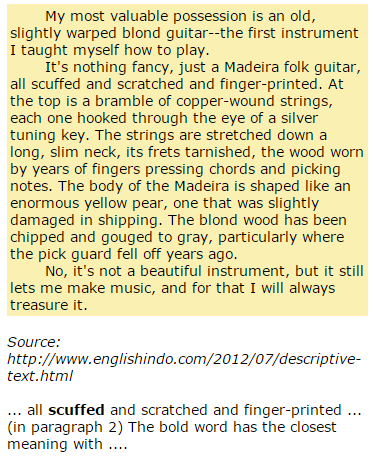 My most valuable possession is an old,
slightly warped blond guitar--the first instrument
I taught myself how to play.
It's nothing fancy, just a Madeira folk guitar,
all scuffed and scratched and finger-printed. At
the top is a bramble of copper-wound strings,
each one hooked through the eye of a silver
tuning key. The strings are stretched down a
long, slim neck, its frets tarnished, the wood worn
by years of fingers pressing chords and picking
notes. The body of the Madeira is shaped like an
enormous yellow pear, one that was slightly
damaged in shipping. The blond wood has been
chipped and gouged to gray, particularly where
the pick guard fell off years ago.
No, it's not a beautiful instrument, but it still
lets me make music, and for that I will always
treasure it.
Source:
http://www.englishindo.com/2012/07/descriptive-
text.html
... all scuffed and scratched and finger-printed ...
(in paragraph 2) The bold word has the closest
meaning with ....